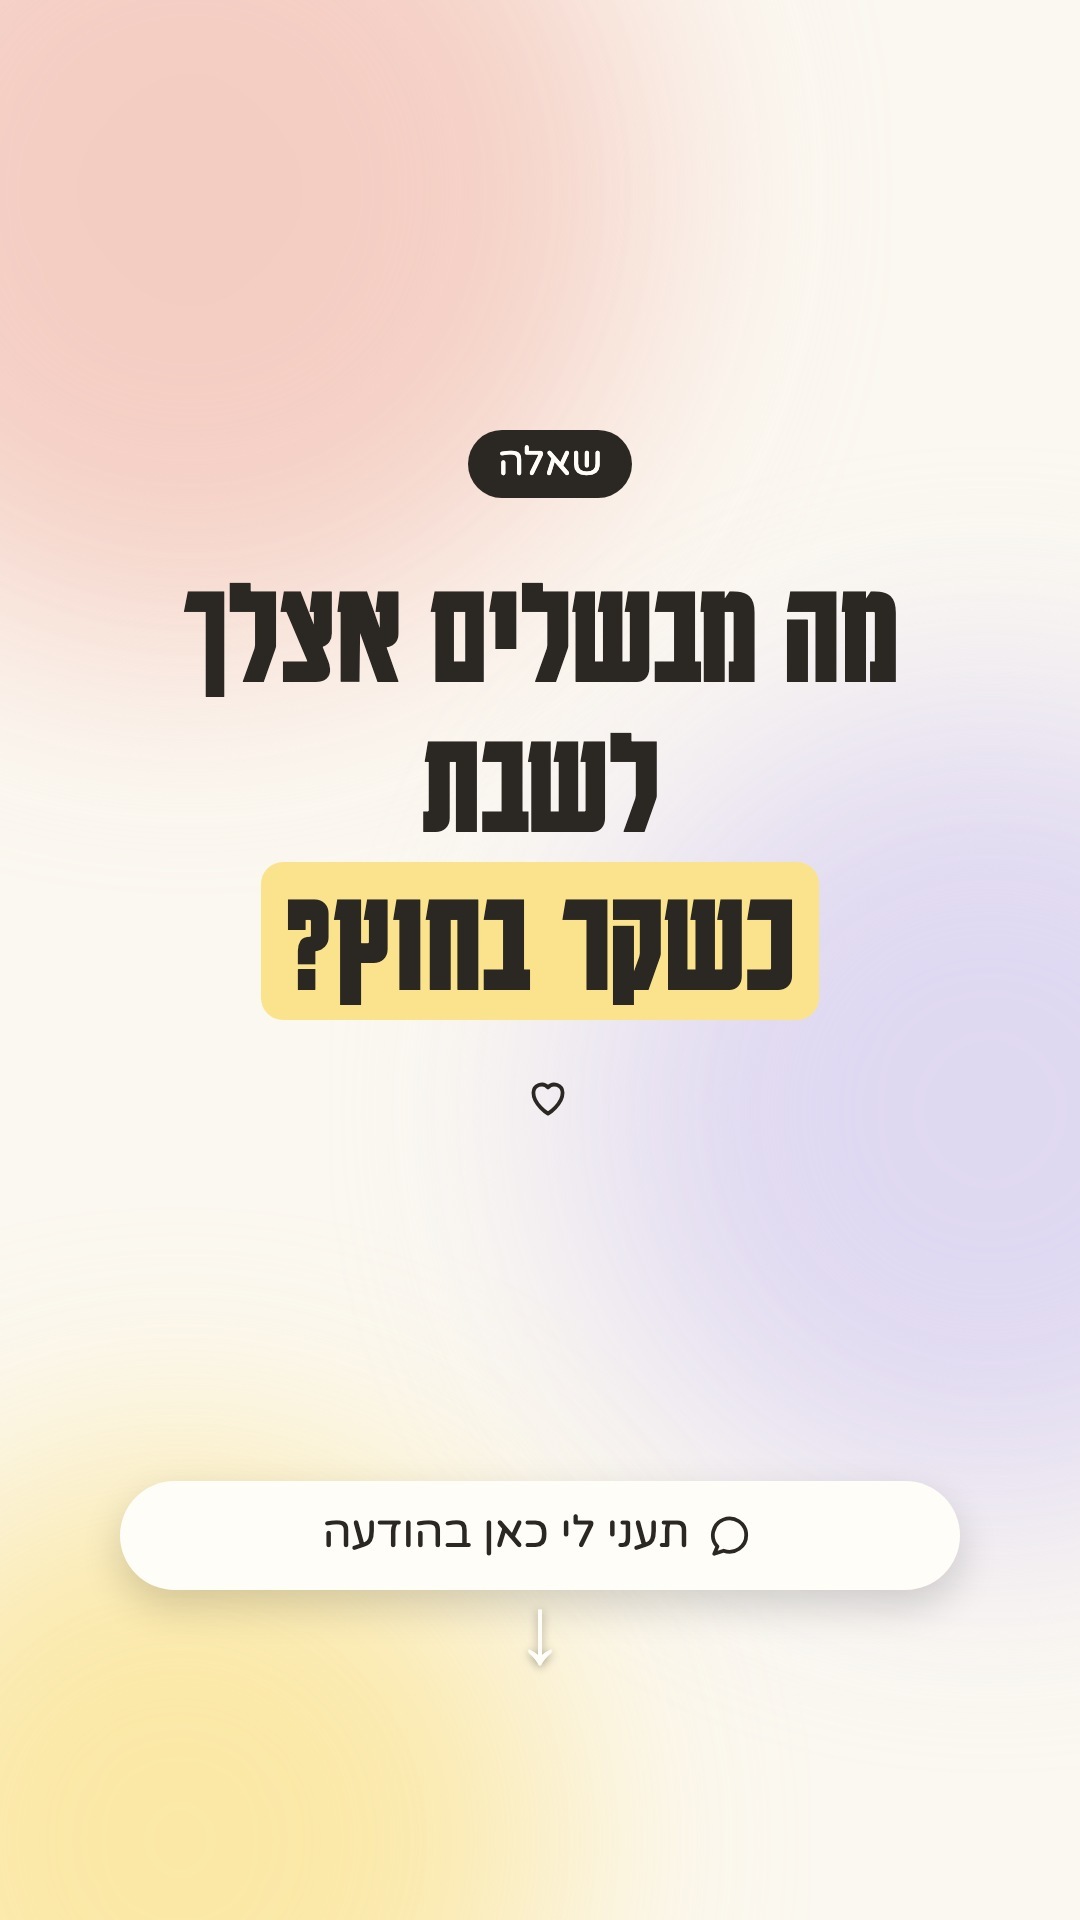 שאלה
מה מבשלים אצלך
לשבת
כשקר בחוץ?
תעני לי כאן בהודעה